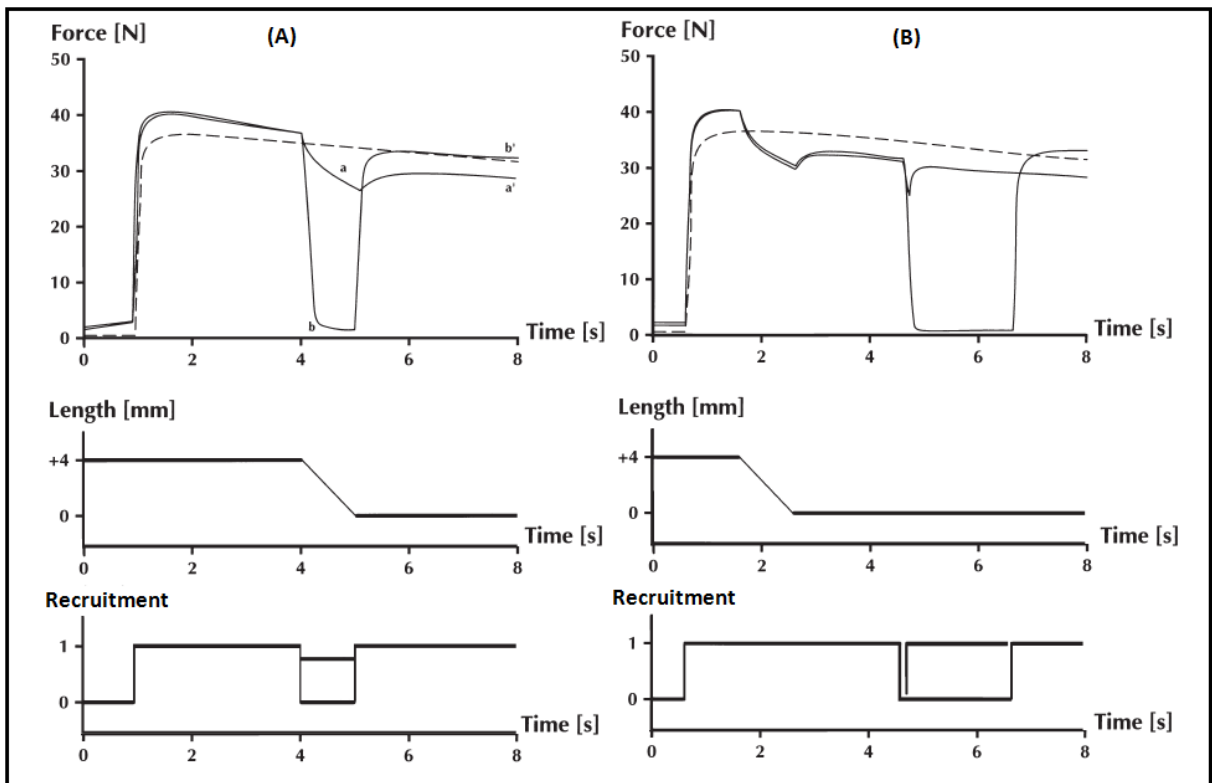 Force [N]
(A)
50
40
30
20
10
0
a
b
b'
a'
Time [s]
0 2 4 6 8
Length [mm]
+4
0
Time [s]
0 2 4 6 8
Recruitment
1
0
Time [s]
0 2 4 6 8
Force [N]
(B)
50
40
30
20
10
0
Time [s]
0 2 4 6 8
Length [mm]
+4
0
Time [s]
0 2 4 6 8
Recruitment
1
0
Time [s]
0 2 4 6 8